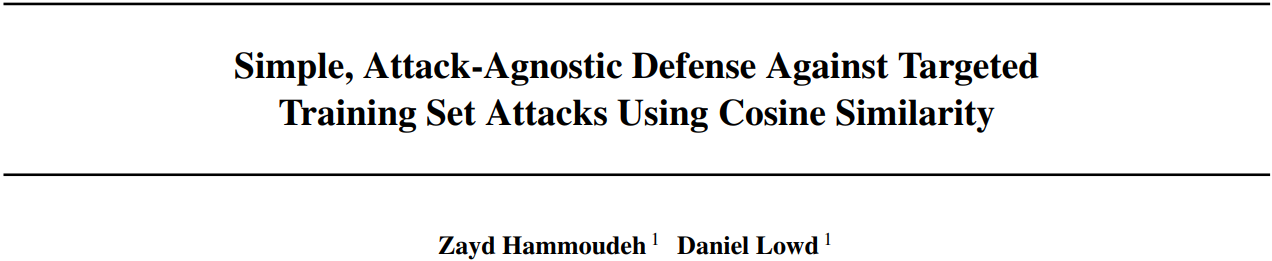 Simple, Attack-Agnostic Defense Against Targeted
Training Set Attacks Using Cosine Similarity
Zayd Hammoudeh 1 Daniel Lowd 1